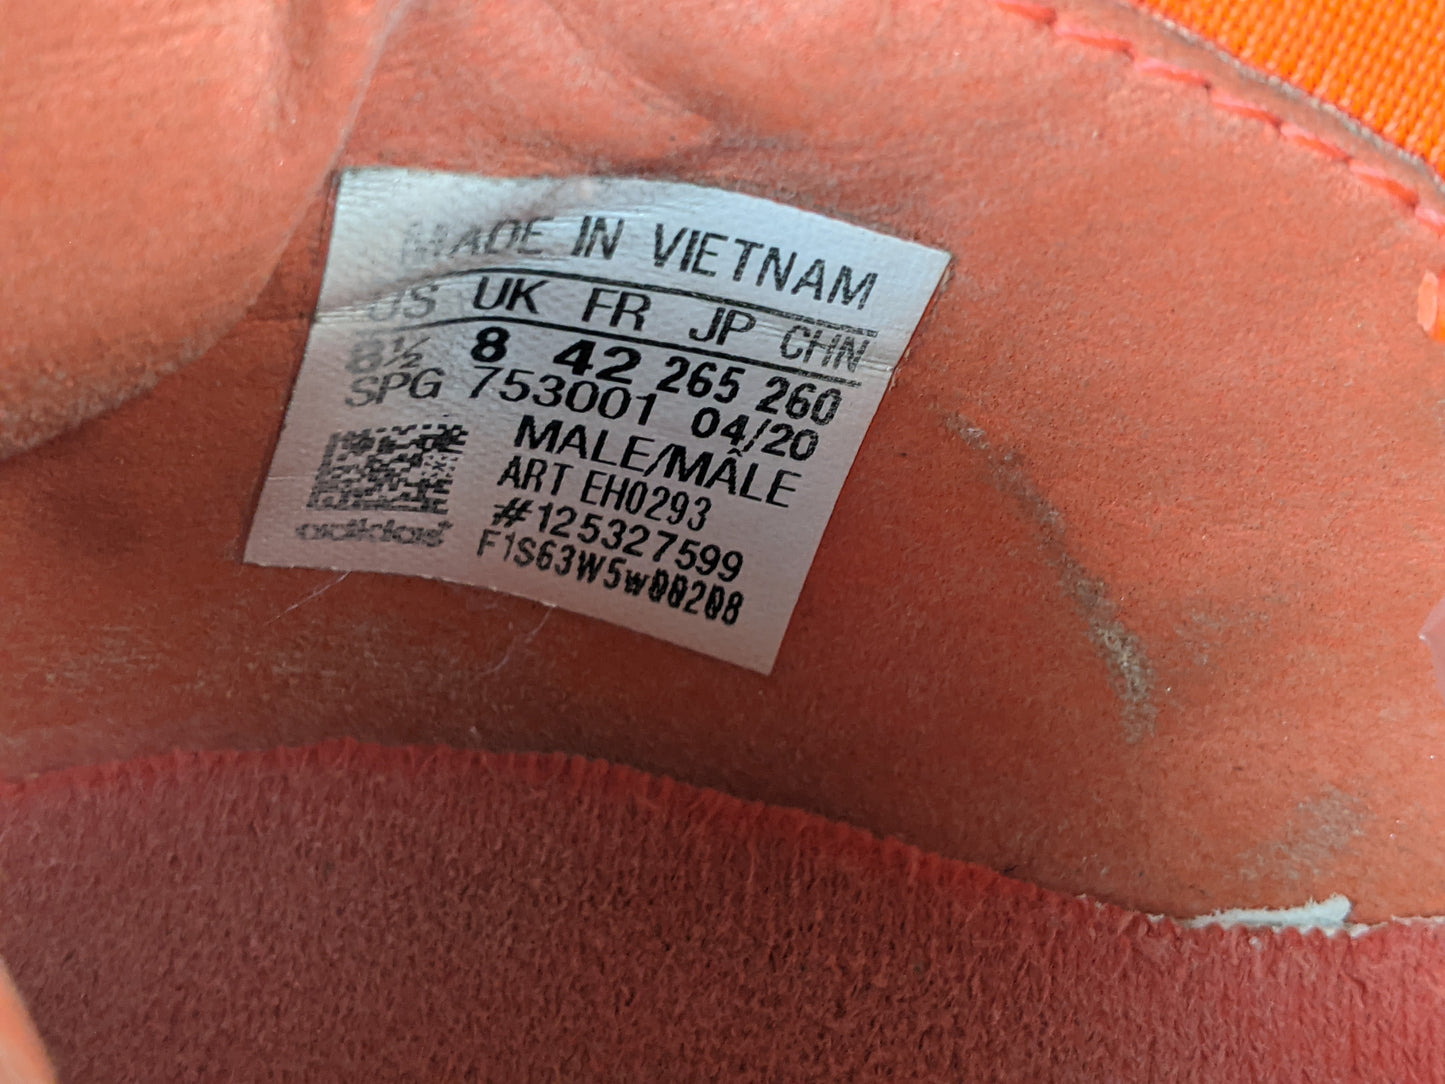 MADE IN VIETNAM
US UK FR JP CHN
8½ 8 42 265 260
SPG 753001 04/20
MALE/MÂLE
ART EH0293
#125327599
F1S63W5w00208
adidas